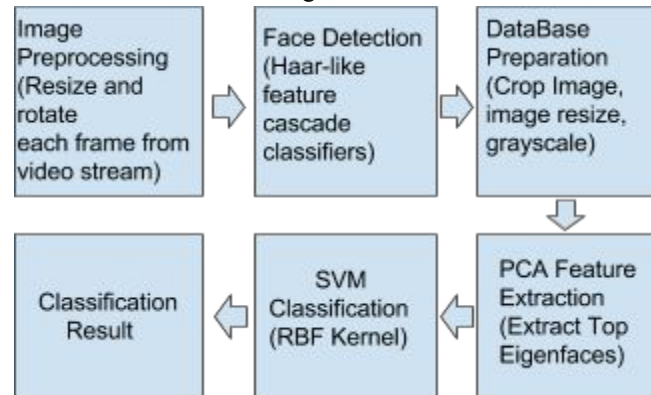 Image
Preprocessing
(Resize and
rotate
each frame from
video stream)
Face Detection
(Haar-like
feature
cascade
classifiers)
DataBase
Preparation
(Crop Image,
image resize,
grayscale)
PCA Feature
Extraction
(Extract Top
Eigenfaces)
SVM
Classification
(RBF Kernel)
Classification
Result